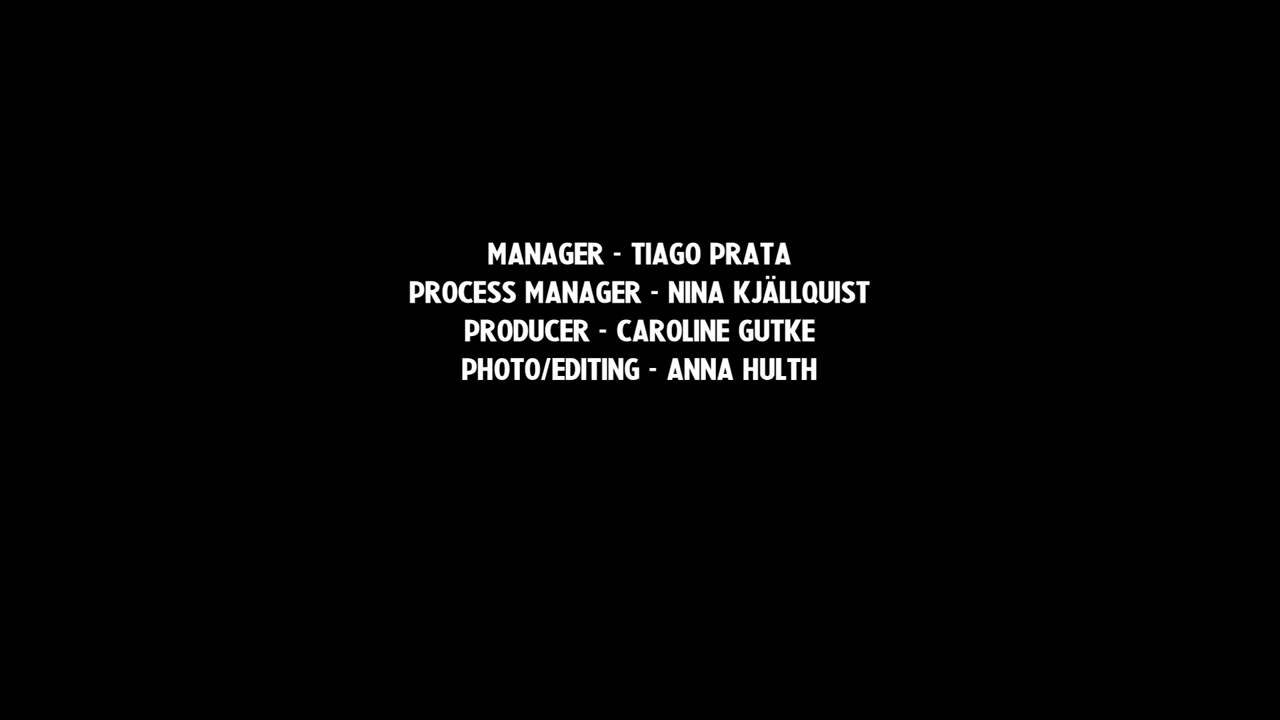 MANAGER - TIAGO PRATA
PROCESS MANAGER - NINA KJÄLLQUIST
PRODUCER - CAROLINE GUTKE
PHOTO/EDITING - ANNA HULTH